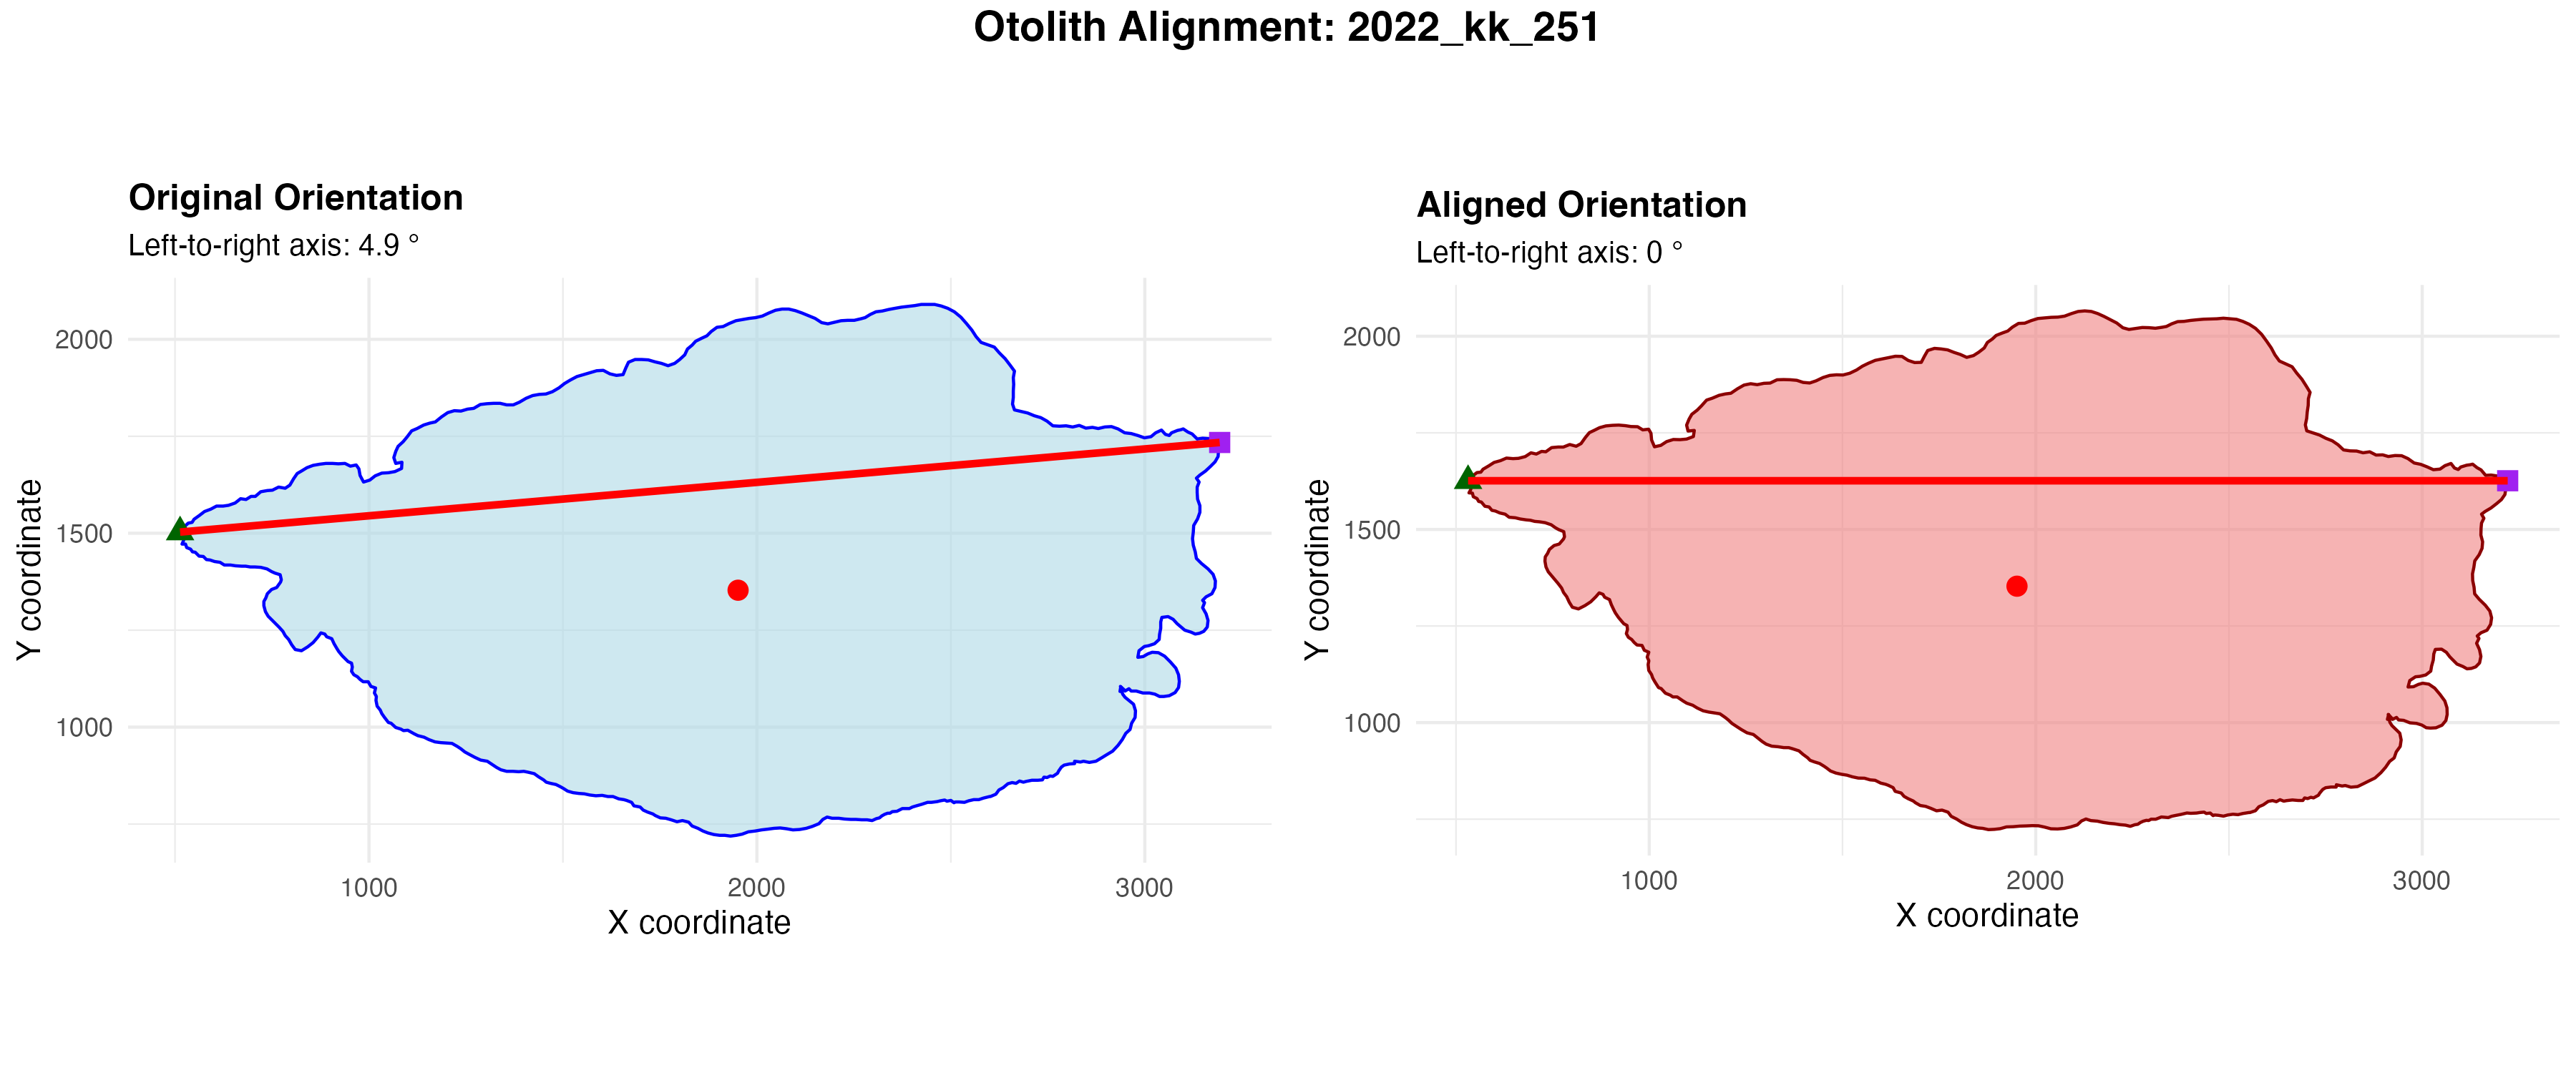 Otolith Alignment: 2022_kk_251
Original Orientation
Left-to-right axis: 4.9 °
2000
1500
1000
Y coordinate
1000
2000
3000
X coordinate
Aligned Orientation
Left-to-right axis: 0 °
2000
1500
1000
Y coordinate
1000
2000
3000
X coordinate